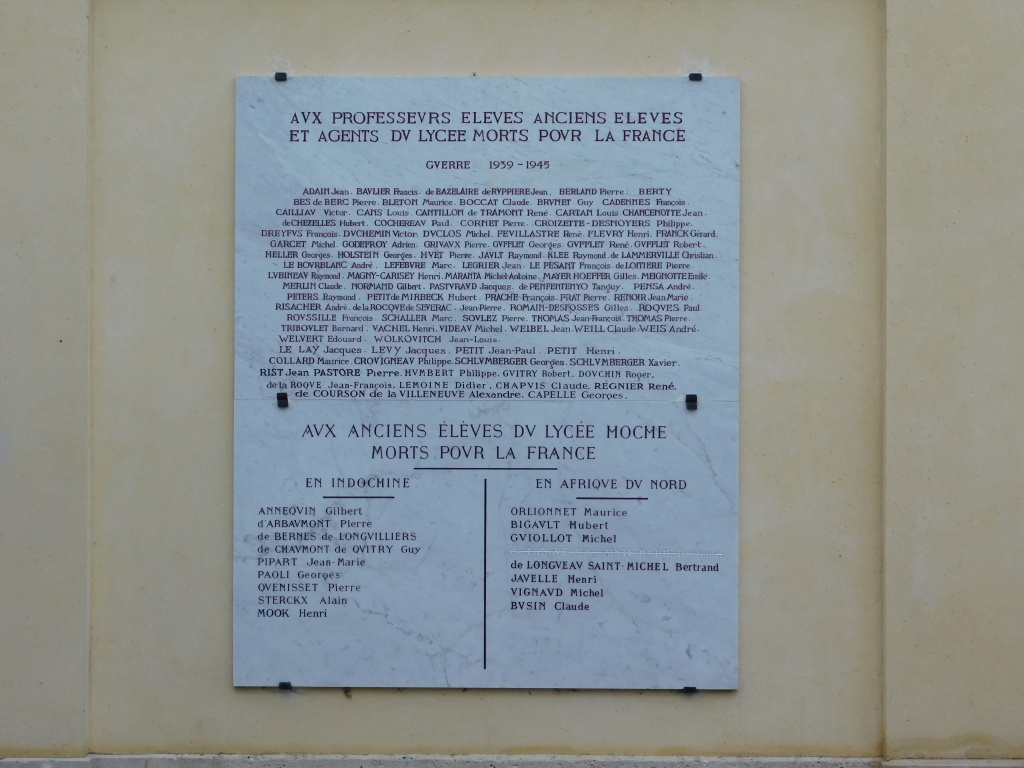 AVX PROFESSEVRS ELEVES ANCIENS ELEVES
ET AGENTS DV LYCEE MORTS POVR LA FRANCE
GVERRE 1939-1945
ADAIN Jean. BAVLIER Francis. de BAZELAIRE de RVPPIERE Jean. BERLAND Pierre. BERTY
BES de BERC Pierre. BLETON Maurice. BOCCAT Claude. BRVNET Guy CADENNES François.
CAILLIAV Victor. CANS Louis. CANTILLON de TRAMONT René. CARTAN Louis. CHANCENOTTE Jean
de CHEZELLES Hubert. COCHEREAV Paul. CORNET Pierre. CROIZETTE-DESNOYERS Philippe.
DREYFVS François. DVCHEMIN Victor. DVCLOS Michel. FEVILLASTRE René. FLEVRY Henri. FRANCK Gérard.
GARCET Michel. GODEFROY Adrien. GRIVAVX Pierre. GVFFLET Georges. GVFFLET René. GVFFLET Robert.
HELLER Georges. HOLSTEIN Georges. HVET Pierre. JAVLT Raymond. KLEE Raymond. de LAMMERVILLE Christian.
LE BOVRBLANC André. LEFEBVRE Marc. LEGRIER Jean. LE PESANT François. de LOITIERE Pierre.
LVBINEAV Raymond. MAGNY-CARISEY Henri. MARANTA Michel-Antoine. MAYER HOEFFER Gilles. MEIGNOTTE Emile.
MERLIN Claude. NORMAND Gilbert. PASTVRAVD Jacques. de PENFENTENYO Tanguy. PENSA André.
PETERS Raymond. PETIT de MIRBECK Hubert. PRACHE François. PRAT Pierre. RENOIR Jean Marie.
RISACHER André. de la ROCQVE de SEVERAC. Jean-Pierre. ROMAIN-DESFOSSES Gilles. ROQVES Paul.
ROVSSILLE François. SCHALLER Marc. SOVLEZ Pierre. THOMAS Jean-François. THOMAS Pierre.
TRIBOVLET Bernard. VACHEL Henri. VIDEAV Michel. WEIBEL Jean. WEILL Claude. WEIS André.
WELVERT Edouard. WOLKOVITCH Jean-Louis.
LE LAY Jacques. LEVY Jacques. PETIT Jean-Paul. PETIT Henri.
COLLARD Maurice. CROVIGNEAV Philippe. SCHLVMBERGER Georges. SCHLVMBERGER Xavier.
RIST Jean PASTORE Pierre. HVMBERT Philippe. GVITRY Robert. DOVCHIN Roger.
de la ROQVE Jean-François. LEMOINE Didier. CHAPVIS Claude. RÉGNIER René.
de COURSON de la VILLENEUVE Alexandre. CAPELLE Georges.
AVX ANCIENS ÉLÈVES DV LYCÉE HOCHE
MORTS POVR LA FRANCE
EN INDOCHINE
ANNEQVIN Gilbert
d'ARBAVMONT Pierre
de BERNES de LONGVILLIERS
de CHAVMONT de QVITRY Guy
PIPART Jean-Marie
PAOLI Georges
QVENISSET Pierre
STERCKX Alain
MOOK Henri
EN AFRIQVE DV NORD
ORLIONNET Maurice
BIGAVLT Hubert
GVIOLLOT Michel
de LONGVEAV SAINT-MICHEL Bertrand
JAVELLE Henri
VIGNAVD Michel
BVSIN Claude